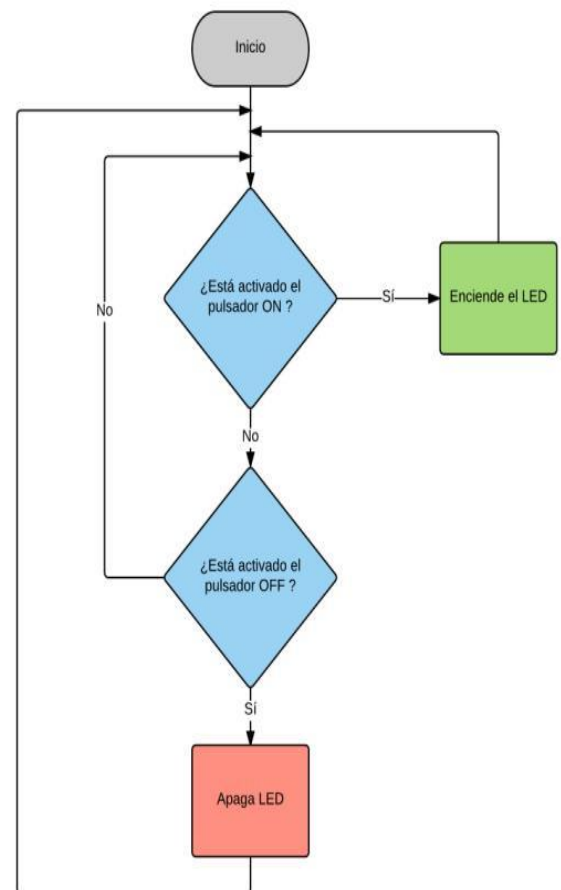 Inicio
¿Está activado el
pulsador ON ?
Sí
Enciende el LED
No
No
¿Está activado el
pulsador OFF ?
Sí
Apaga LED